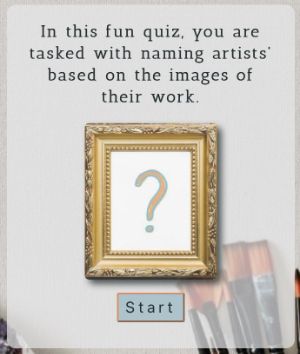 In this fun quiz, you are
tasked with naming artists'
based on the images of
their work.
?
Start